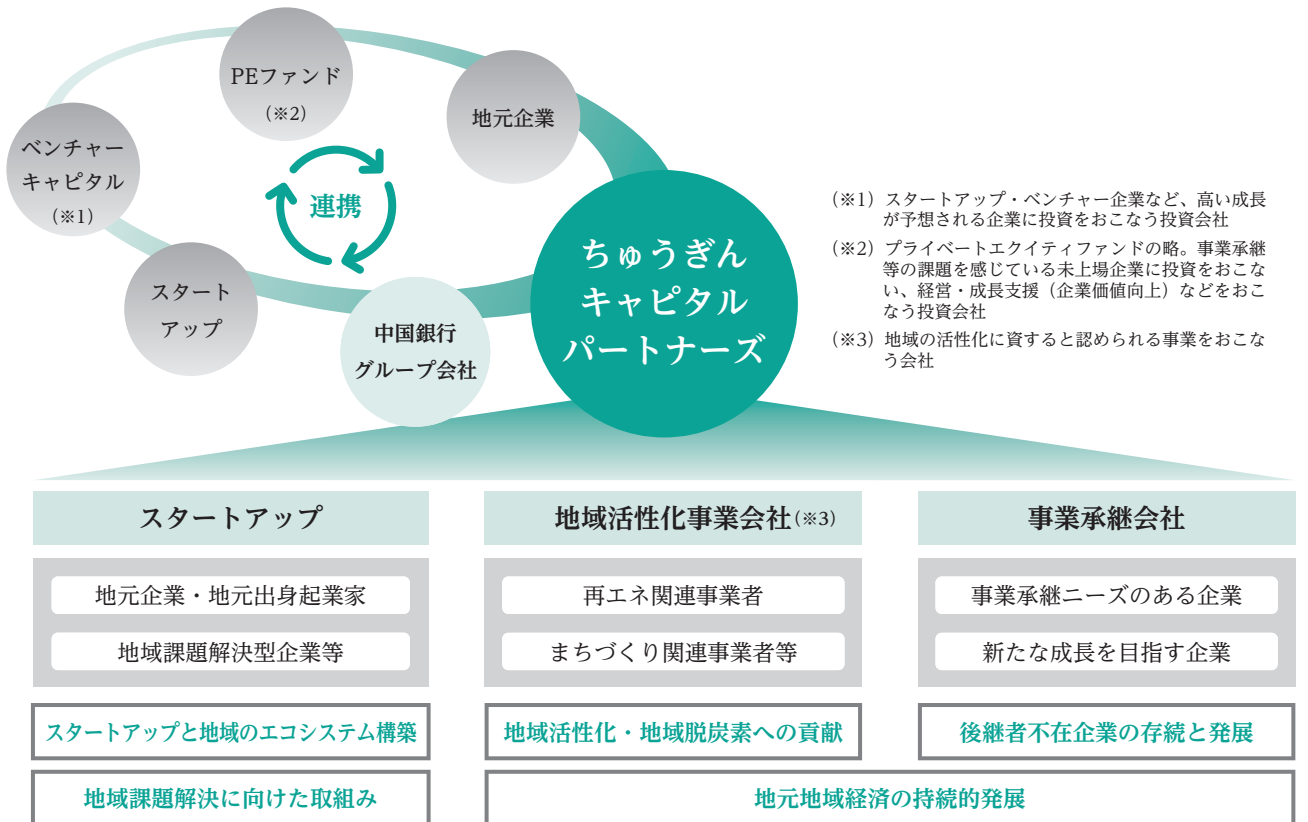 PEファンド
（※2）
地元企業
ベンチャー
キャピタル
（※1）
連携
スタート
アップ
中国銀行
グループ会社
ちゅうぎん
キャピタル
パートナーズ
（※1）スタートアップ・ベンチャー企業など、高い成長
が予想される企業に投資をおこなう投資会社
（※2）プライベートエクイティファンドの略。事業承継
等の課題を感じている未上場企業に投資をおこな
い、経営・成長支援（企業価値向上）などをおこ
なう投資会社
（※3）地域の活性化に資すると認められる事業をおこな
う会社
スタートアップ
地元企業・地元出身起業家
地域課題解決型企業等
スタートアップと地域のエコシステム構築
地域課題解決に向けた取組み
地域活性化事業会社（※3）
再エネ関連事業者
まちづくり関連事業者等
地域活性化・地域脱炭素への貢献
事業承継会社
事業承継ニーズのある企業
新たな成長を目指す企業
後継者不在企業の存続と発展
地元地域経済の持続的発展